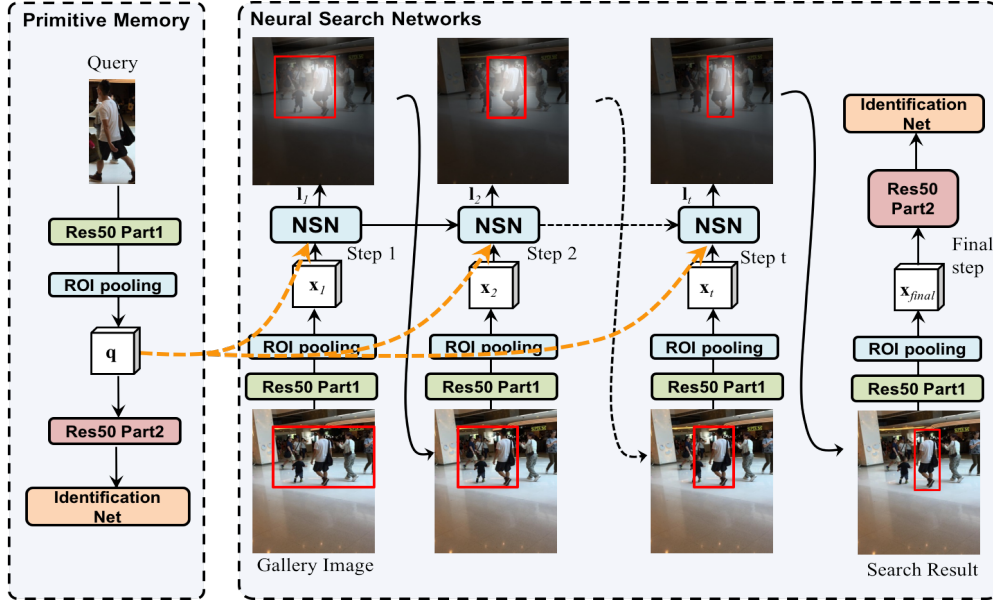 Primitive Memory
Query
Res50 Part1
ROI pooling
q
Res50 Part2
Identification
Net
Neural Search Networks
l1
l2
lt
NSN
NSN
NSN
Step 1
Step 2
Step t
x1
x2
xt
ROI pooling
ROI pooling
ROI pooling
Res50 Part1
Res50 Part1
Res50 Part1
Gallery Image
Identification
Net
Res50
Part2
Final
step
xfinal
ROI pooling
Res50 Part1
Search Result